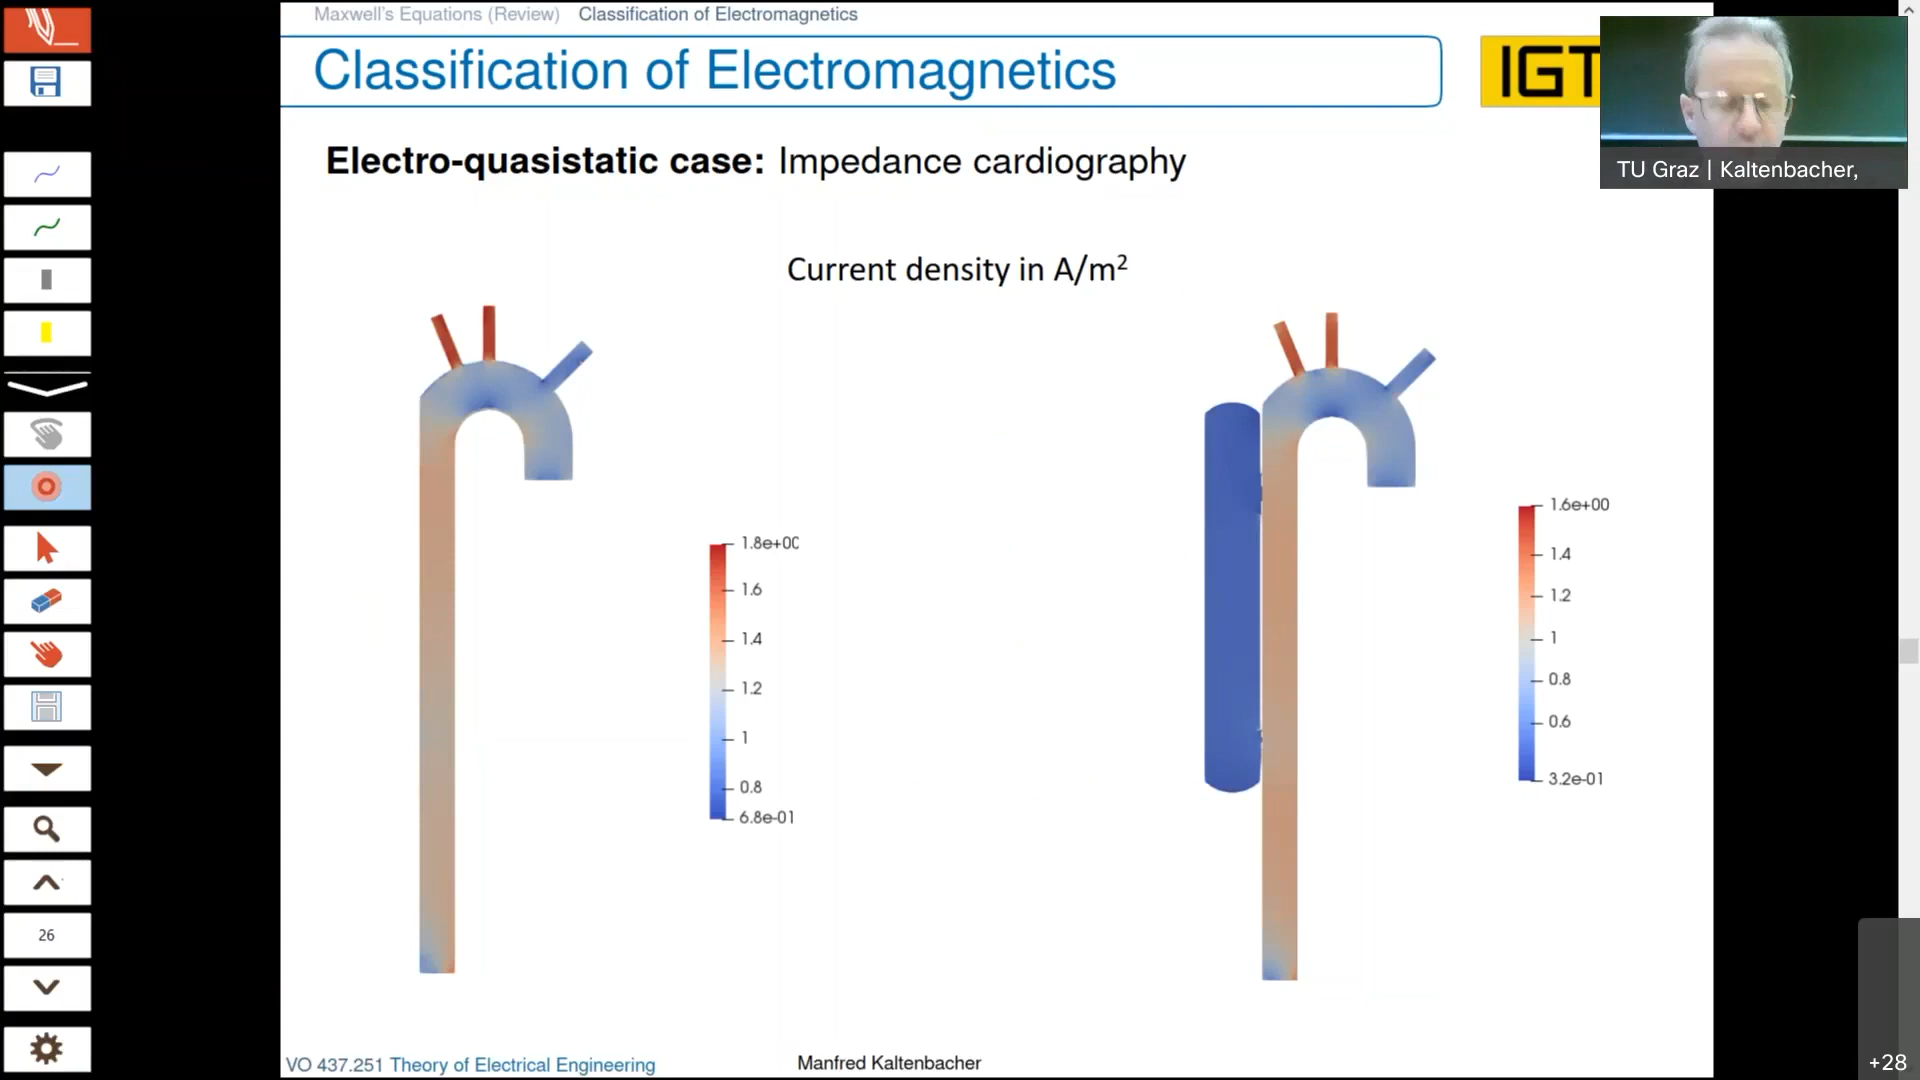 Maxwell's Equations (Review) Classification of Electromagnetics
Classification of Electromagnetics
IGT
TU Graz | Kaltenbacher,
Electro-quasistatic case: Impedance cardiography
Current density in A/m²
1.8e+00
1.6
1.4
1.2
1
0.8
6.8e-01
1.6e+00
1.4
1.2
1
0.8
0.6
3.2e-01
26
VO 437.251 Theory of Electrical Engineering
Manfred Kaltenbacher
+28